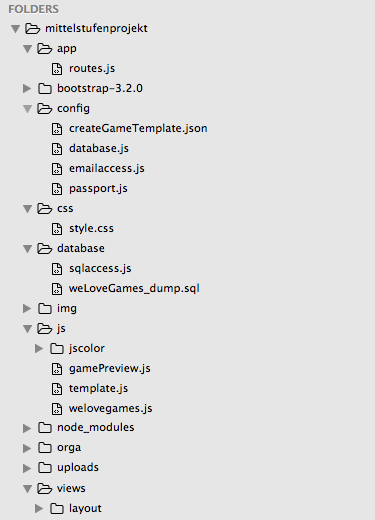 FOLDERS
mittelstufenprojekt
app
routes.js
bootstrap-3.2.0
config
createGameTemplate.json
database.js
emailaccess.js
passport.js
css
style.css
database
sqlaccess.js
weLoveGames_dump.sql
img
js
jscolor
gamePreview.js
template.js
welovegames.js
node_modules
orga
uploads
views
layout